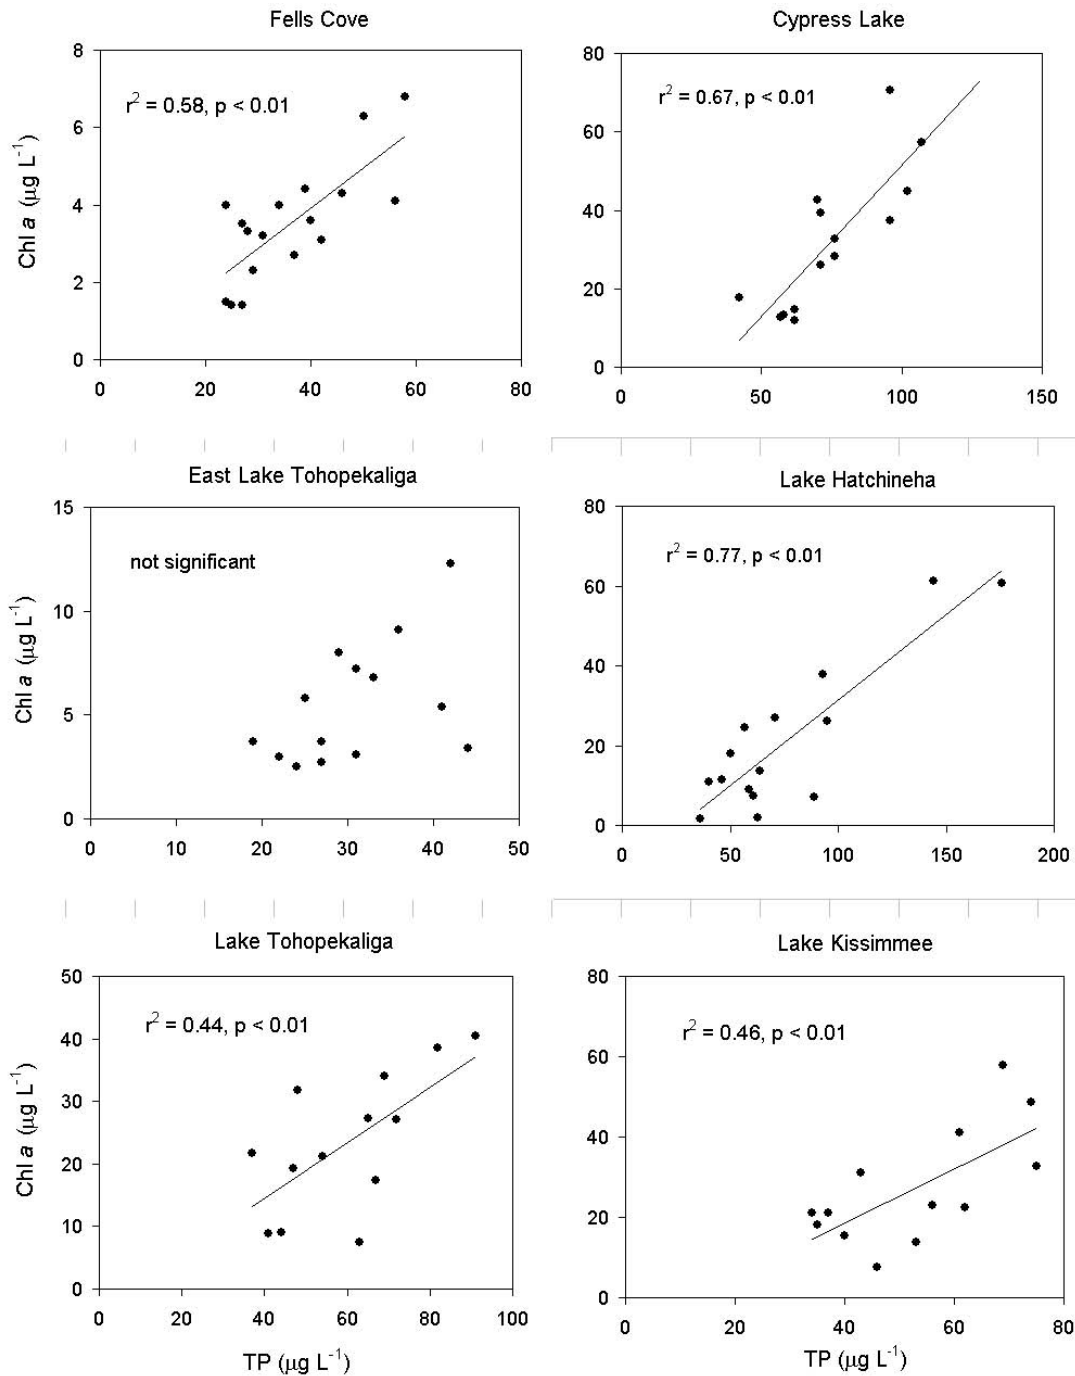 Fells Cove
8
6
4
2
0
r² = 0.58, p < 0.01
Chl a (μg L⁻¹)
0 20 40 60 80
Cypress Lake
80
60
40
20
0
r² = 0.67, p < 0.01
0 50 100 150
East Lake Tohopekaliga
15
10
5
0
not significant
Chl a (μg L⁻¹)
0 10 20 30 40 50
Lake Hatchineha
80
60
40
20
0
r² = 0.77, p < 0.01
0 50 100 150 200
Lake Tohopekaliga
50
40
30
20
10
0
r² = 0.44, p < 0.01
Chl a (μg L⁻¹)
0 20 40 60 80 100
TP (μg L⁻¹)
Lake Kissimmee
80
60
40
20
0
r² = 0.46, p < 0.01
0 20 40 60 80
TP (μg L⁻¹)